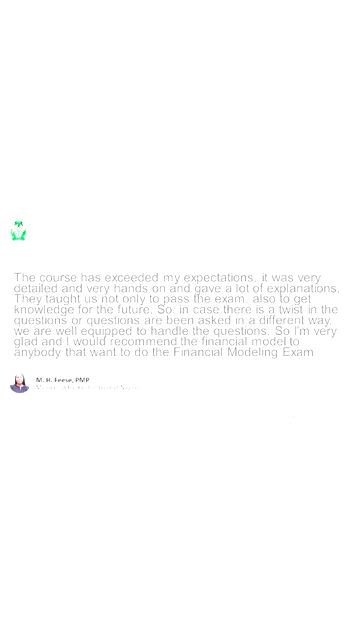 The course has exceeded my expectations, it was very
detailed and very hands on and gave a lot of explanations,
They taught us not only to pass the exam, also to get
knowledge for the future. So, in case there is a twist in the
questions or questions are been asked in a different way,
we are well equipped to handle the questions. So I'm very
glad and I would recommend the financial model to
anybody that want to do the Financial Modeling Exam
M. H. Feese, PMP